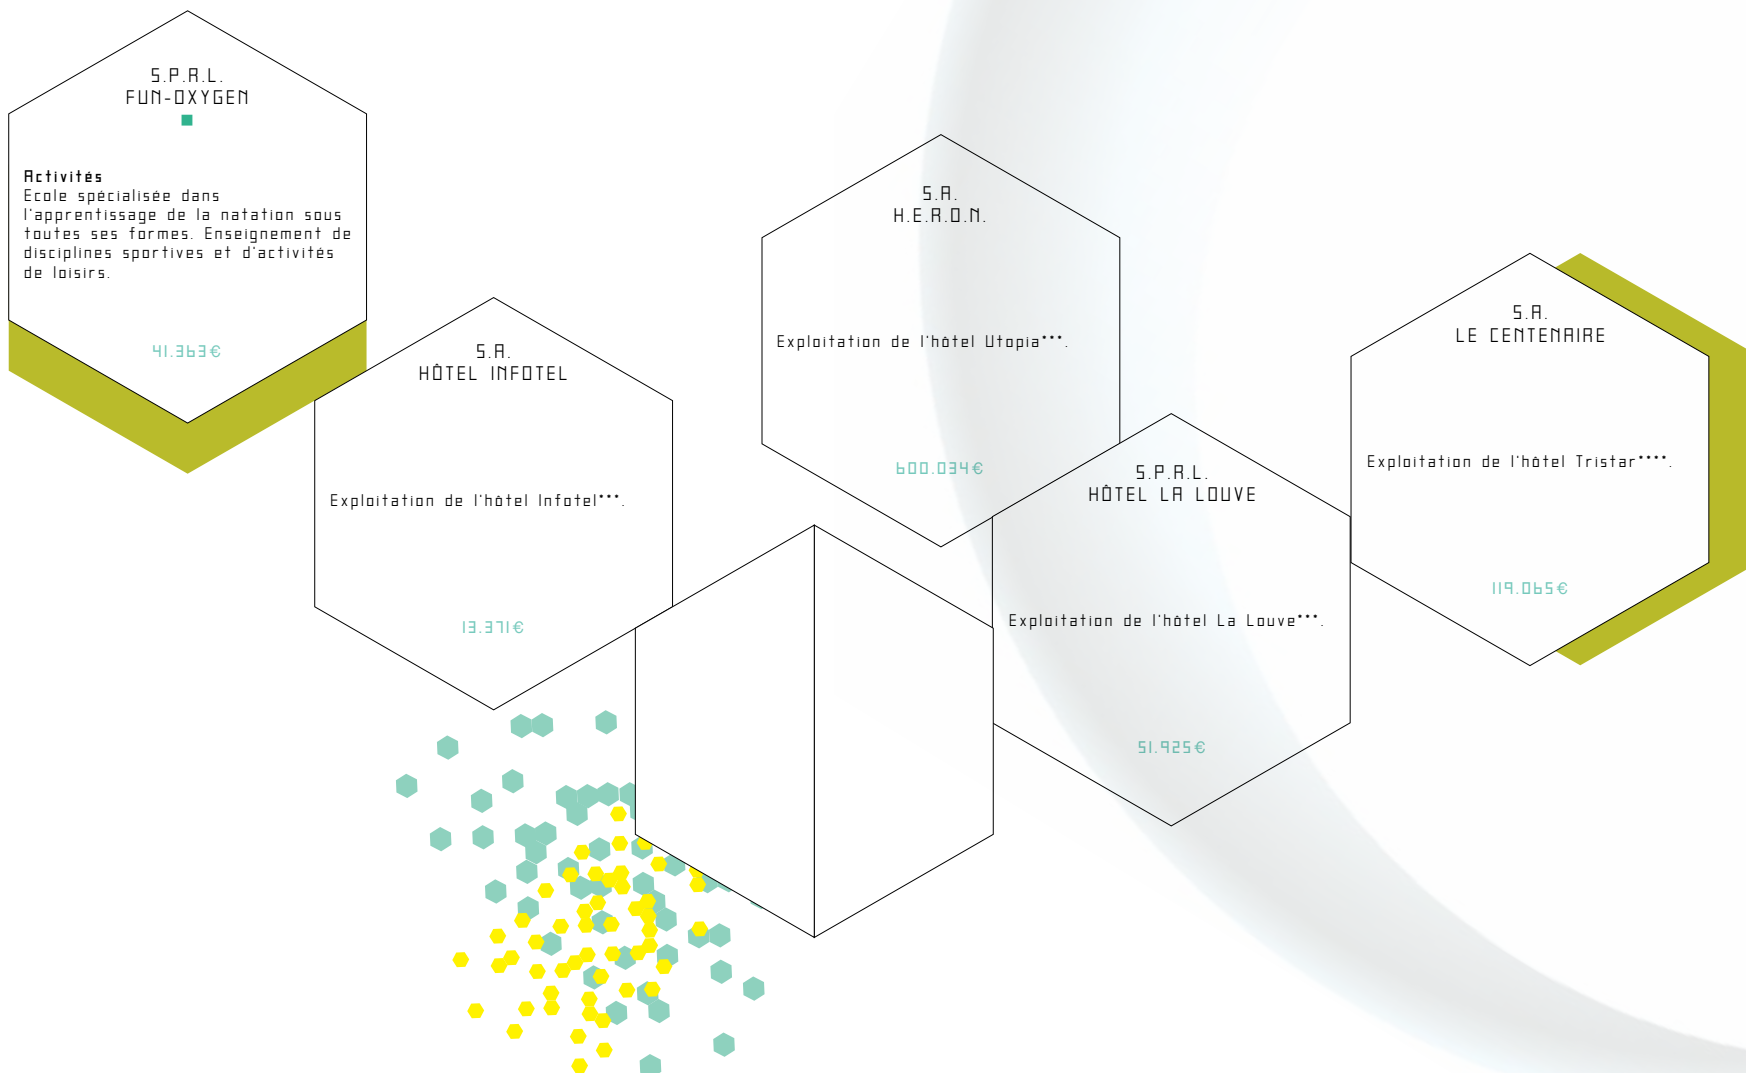 S.P.R.L.
FUN-OXYGEN
Activités
Ecole spécialisée dans
l'apprentissage de la natation sous
toutes ses formes. Enseignement de
disciplines sportives et d'activités
de loisirs.
41.363€
S.A.
HÔTEL INFOTEL
Exploitation de l'hôtel Infotel***.
13.371€
S.A.
H.E.R.O.N.
Exploitation de l'hôtel Utopia***.
600.034€
S.P.R.L.
HÔTEL LA LOUVE
Exploitation de l'hôtel La Louve***.
51.925€
S.A.
LE CENTENAIRE
Exploitation de l'hôtel Tristar****.
119.065€